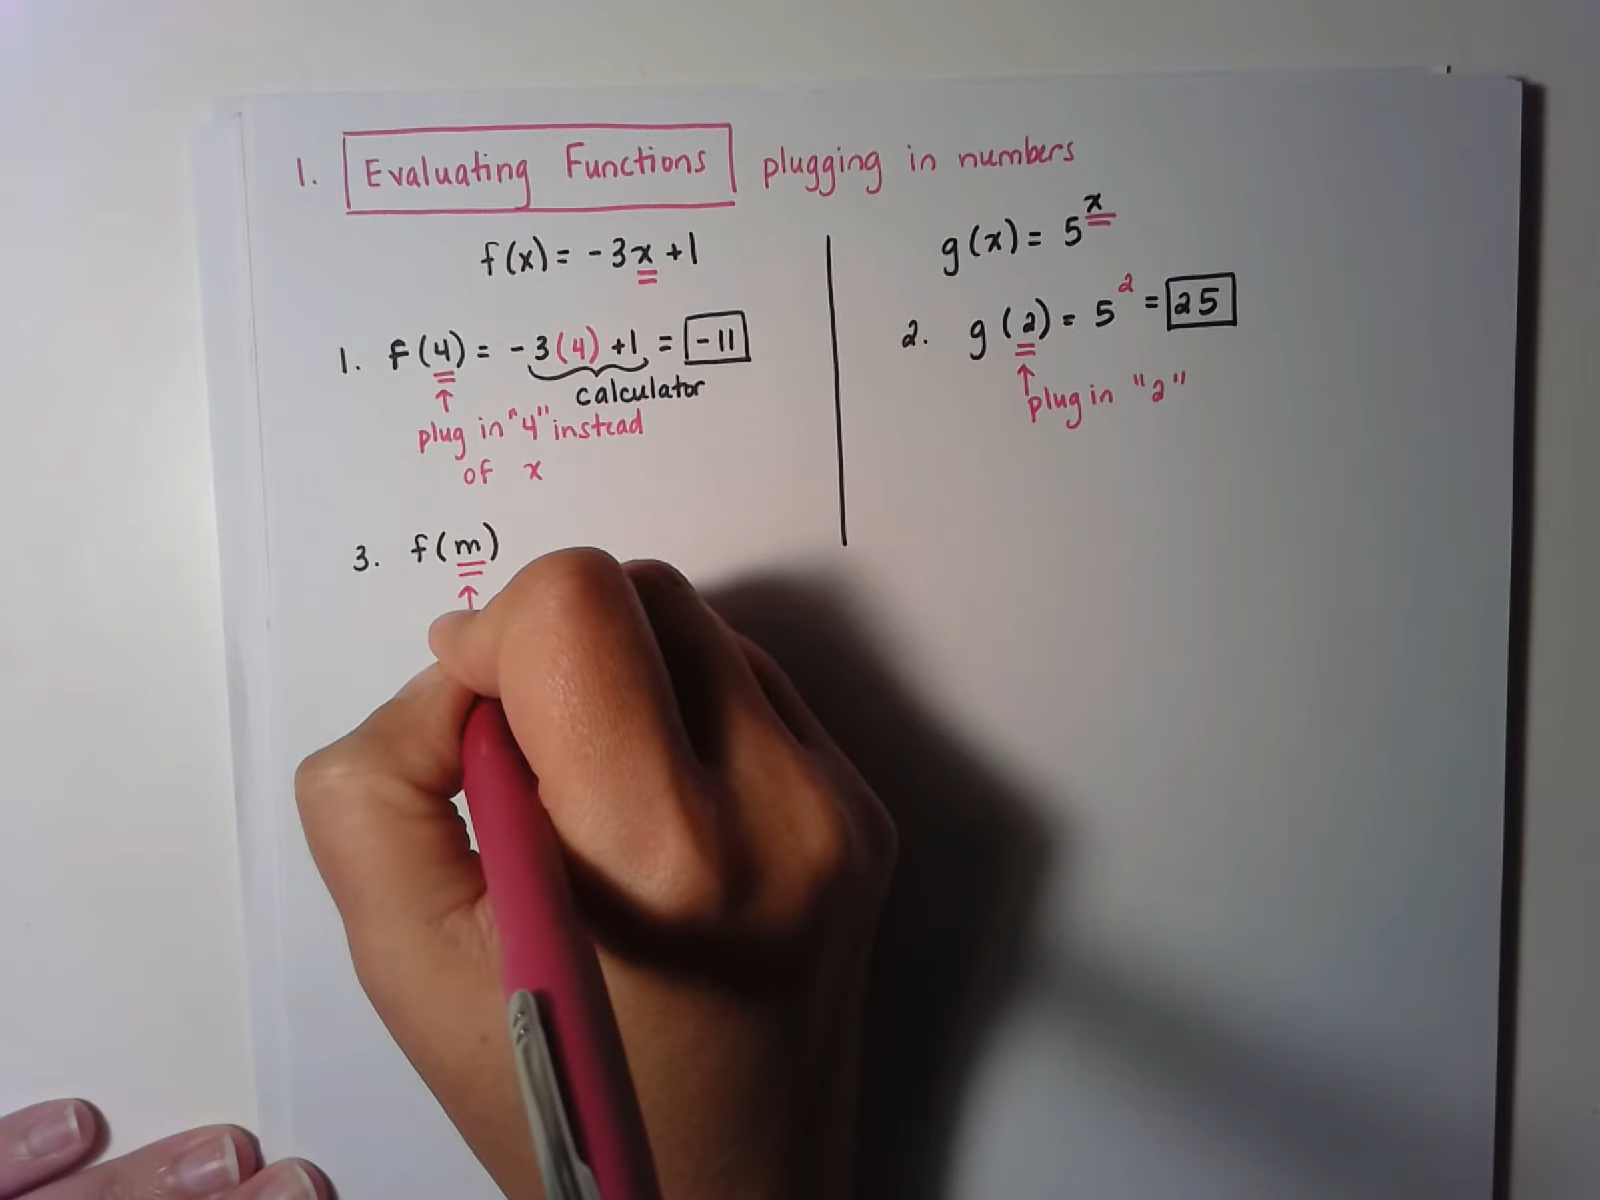 1. Evaluating Functions plugging in numbers
f(x) = -3x + 1
1. f(4) = -3(4) + 1 = -11
calculator
plug in "4" instead
of x
3. f(m)
g(x) = 5^x
2. g(2) = 5^2 = 25
plug in "2"